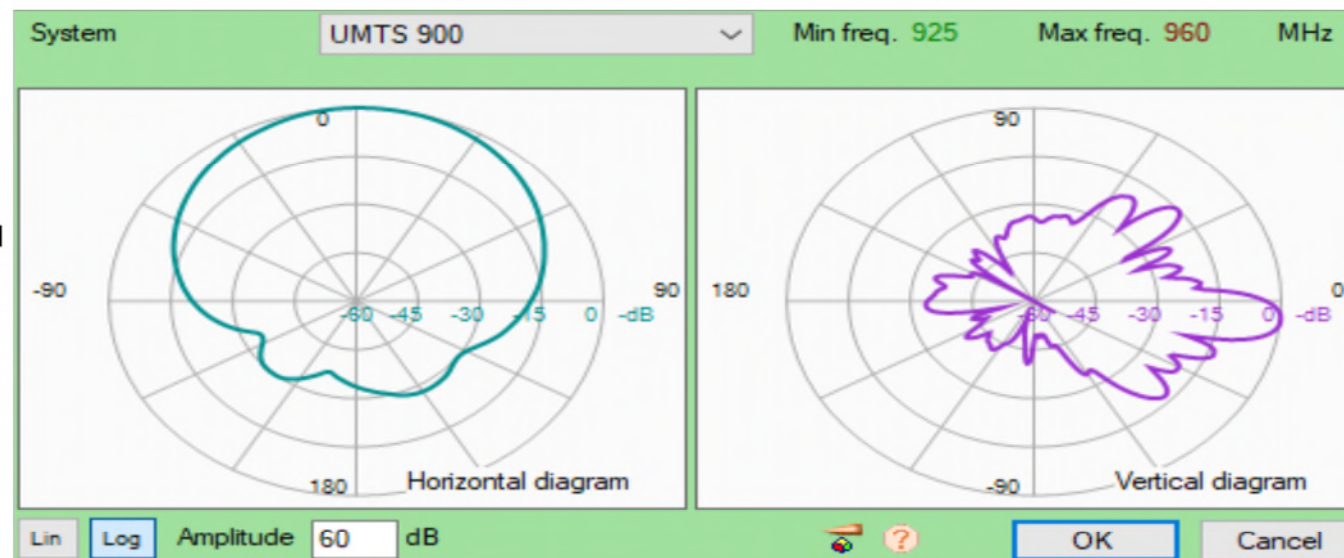 System UMTS 900 Min freq. 925 Max freq. 960 MHz
0
90
-90
90
180
0
-60 -45 -30 -15 0 -dB
-60 -45 -30 -15 0 -dB
180
Horizontal diagram
-90
Vertical diagram
Lin Log Amplitude 60 dB ? OK Cancel